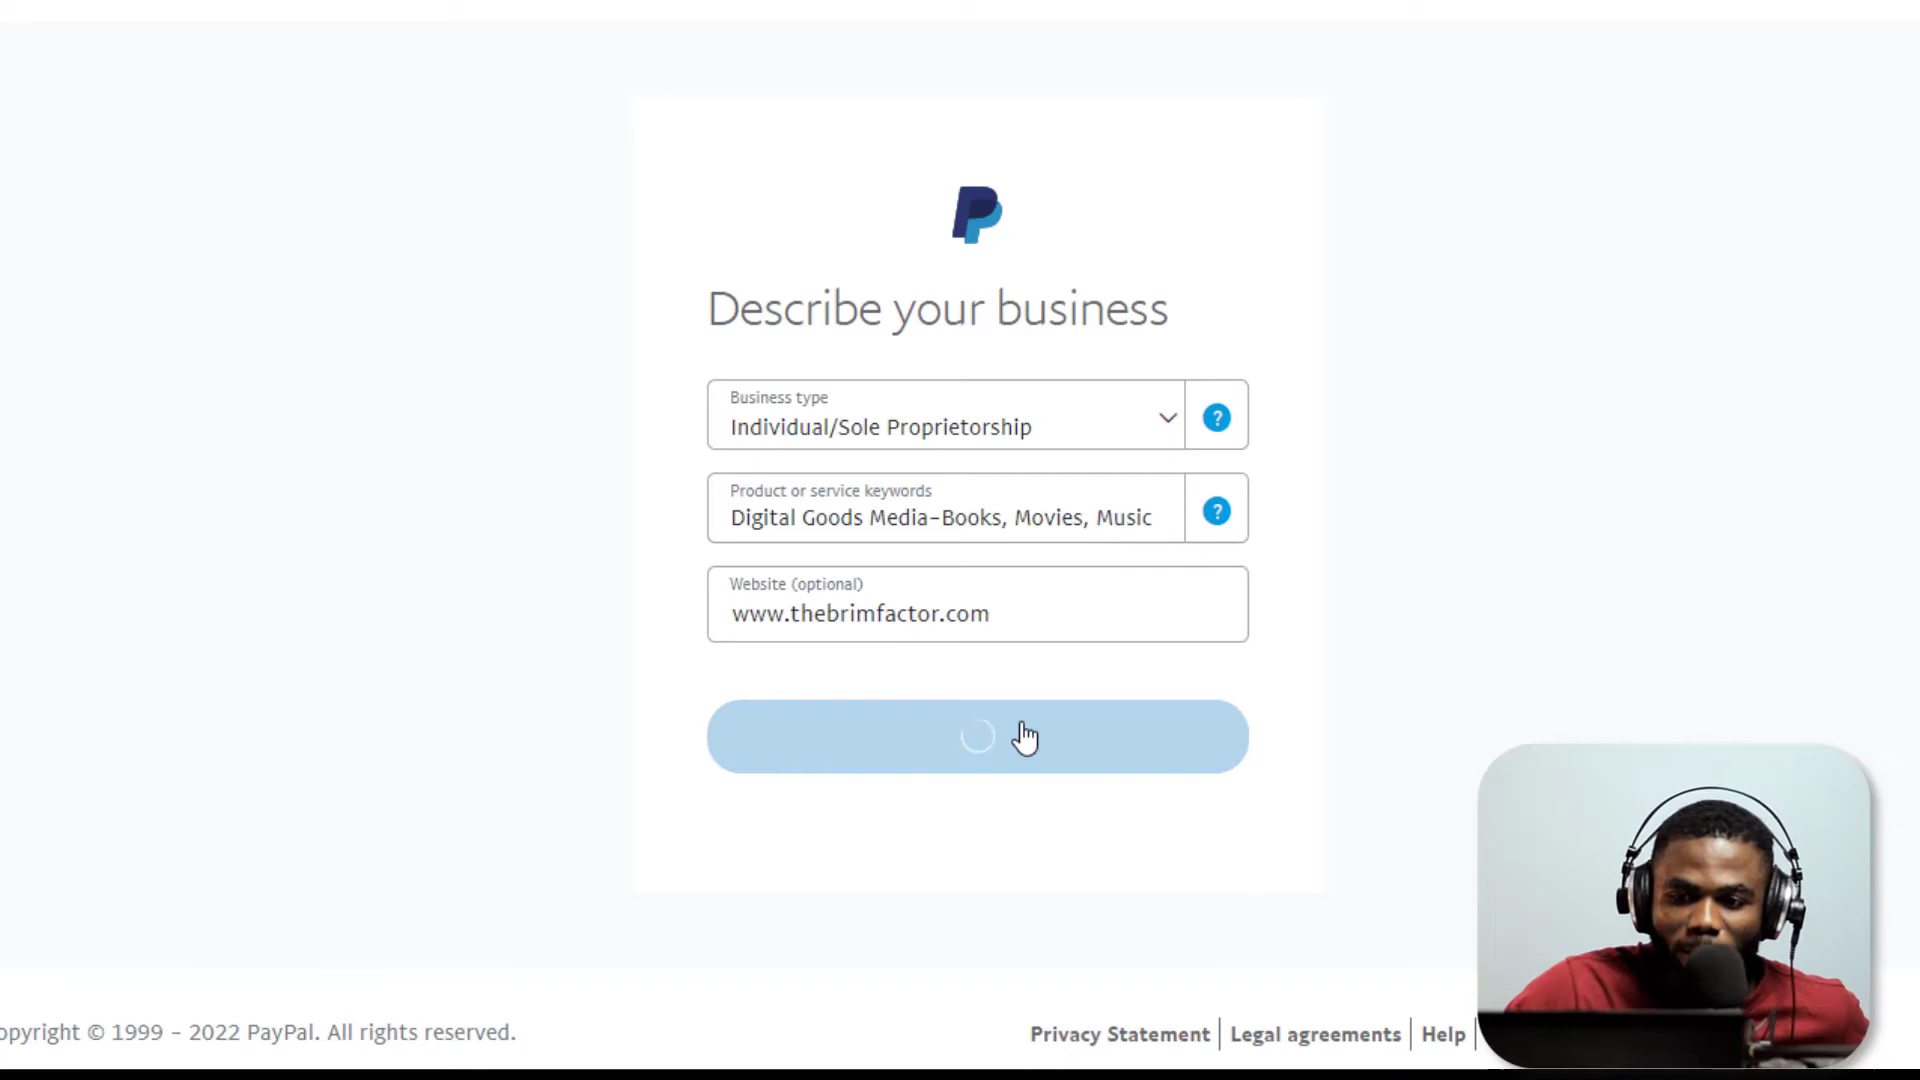 Describe your business
Business type
Individual/Sole Proprietorship
?
Product or service keywords
Digital Goods Media-Books, Movies, Music
?
Website (optional)
www.thebrimfactor.com
opyright © 1999 - 2022 PayPal. All rights reserved.
Privacy Statement | Legal agreements | Help |